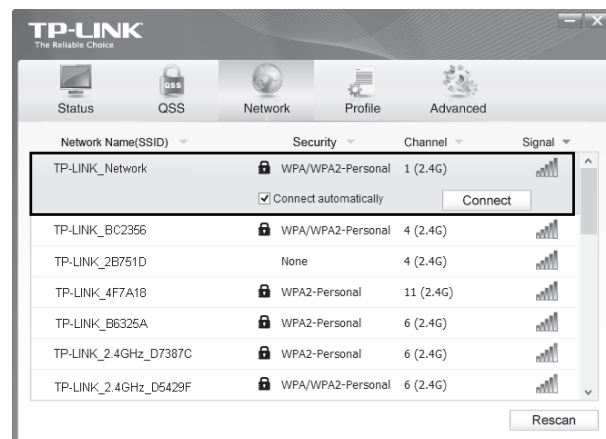 TP-LINK
The Reliable Choice
QSS
Status QSS Network Profile Advanced
Network Name(SSID) Security Channel Signal
TP-LINK_Network WPA/WPA2-Personal 1 (2.4G)
Connect automatically Connect
TP-LINK_BC2356 WPA/WPA2-Personal 4 (2.4G)
TP-LINK_2B751D None 4 (2.4G)
TP-LINK_4F7A18 WPA2-Personal 11 (2.4G)
TP-LINK_B6325A WPA2-Personal 6 (2.4G)
TP-LINK_2.4GHz_D7387C WPA2-Personal 6 (2.4G)
TP-LINK_2.4GHz_D5429F WPA/WPA2-Personal 6 (2.4G)
Rescan